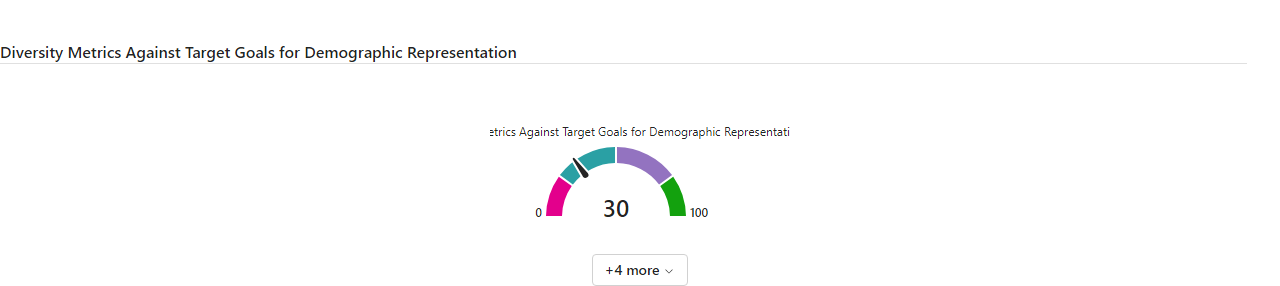 Diversity Metrics Against Target Goals for Demographic Representation
etrics Against Target Goals for Demographic Representati
30
0
100
+4 more